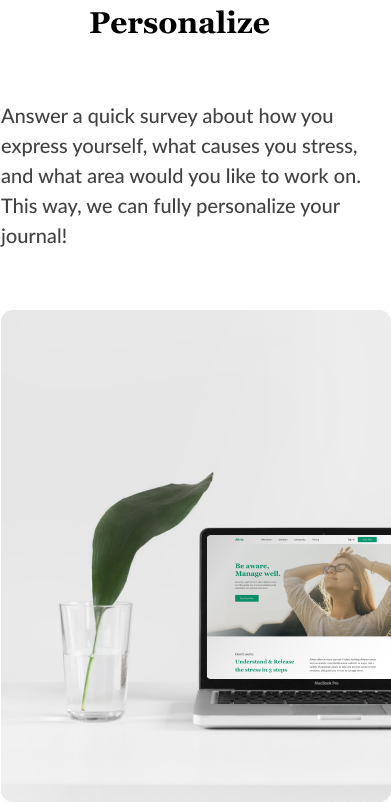 Personalize
Answer a quick survey about how you
express yourself, what causes you stress,
and what area would you like to work on.
This way, we can fully personalize your
journal!
Be aware,
Manage well.
Understand & Release
the stress in 3 steps
MacBook Pro